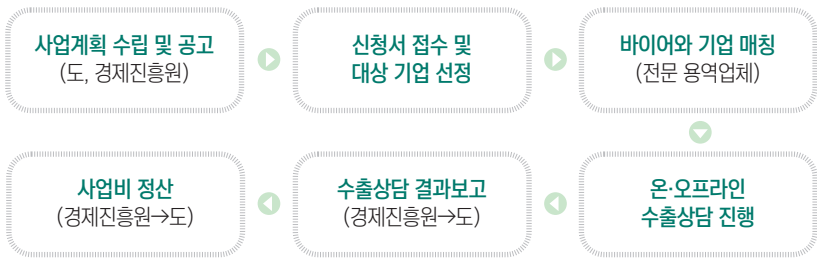 사업계획 수립 및 공고
(도, 경제진흥원)
신청서 접수 및
대상 기업 선정
바이어와 기업 매칭
(전문 용역업체)
온·오프라인
수출상담 진행
수출상담 결과보고
(경제진흥원→도)
사업비 정산
(경제진흥원→도)